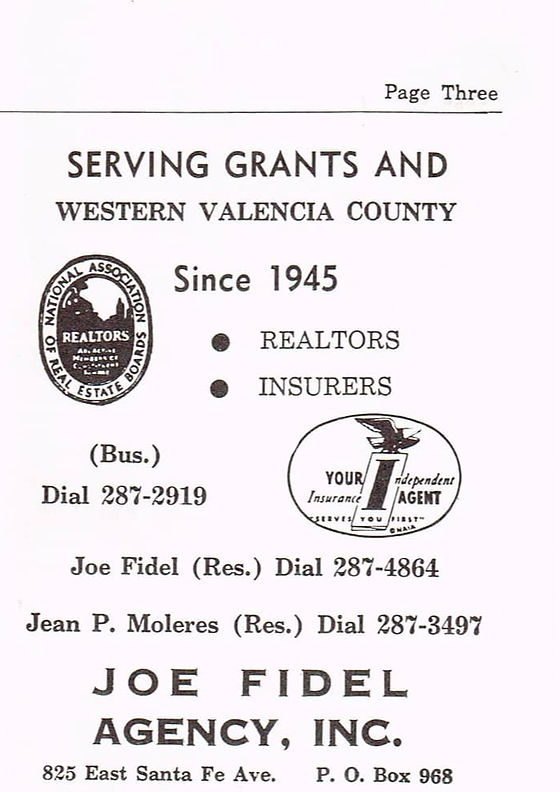 Page Three
SERVING GRANTS AND
WESTERN VALENCIA COUNTY
Since 1945
NATIONAL ASSOCIATION
OF REAL ESTATE BOARDS
REALTORS
● REALTORS
● INSURERS
(Bus.)
Dial 287-2919
YOUR Independent
Insurance AGENT
"SERVES YOU FIRST"
©NAIA
Joe Fidel (Res.) Dial 287-4864
Jean P. Moleres (Res.) Dial 287-3497
JOE FIDEL
AGENCY, INC.
825 East Santa Fe Ave. P. O. Box 968